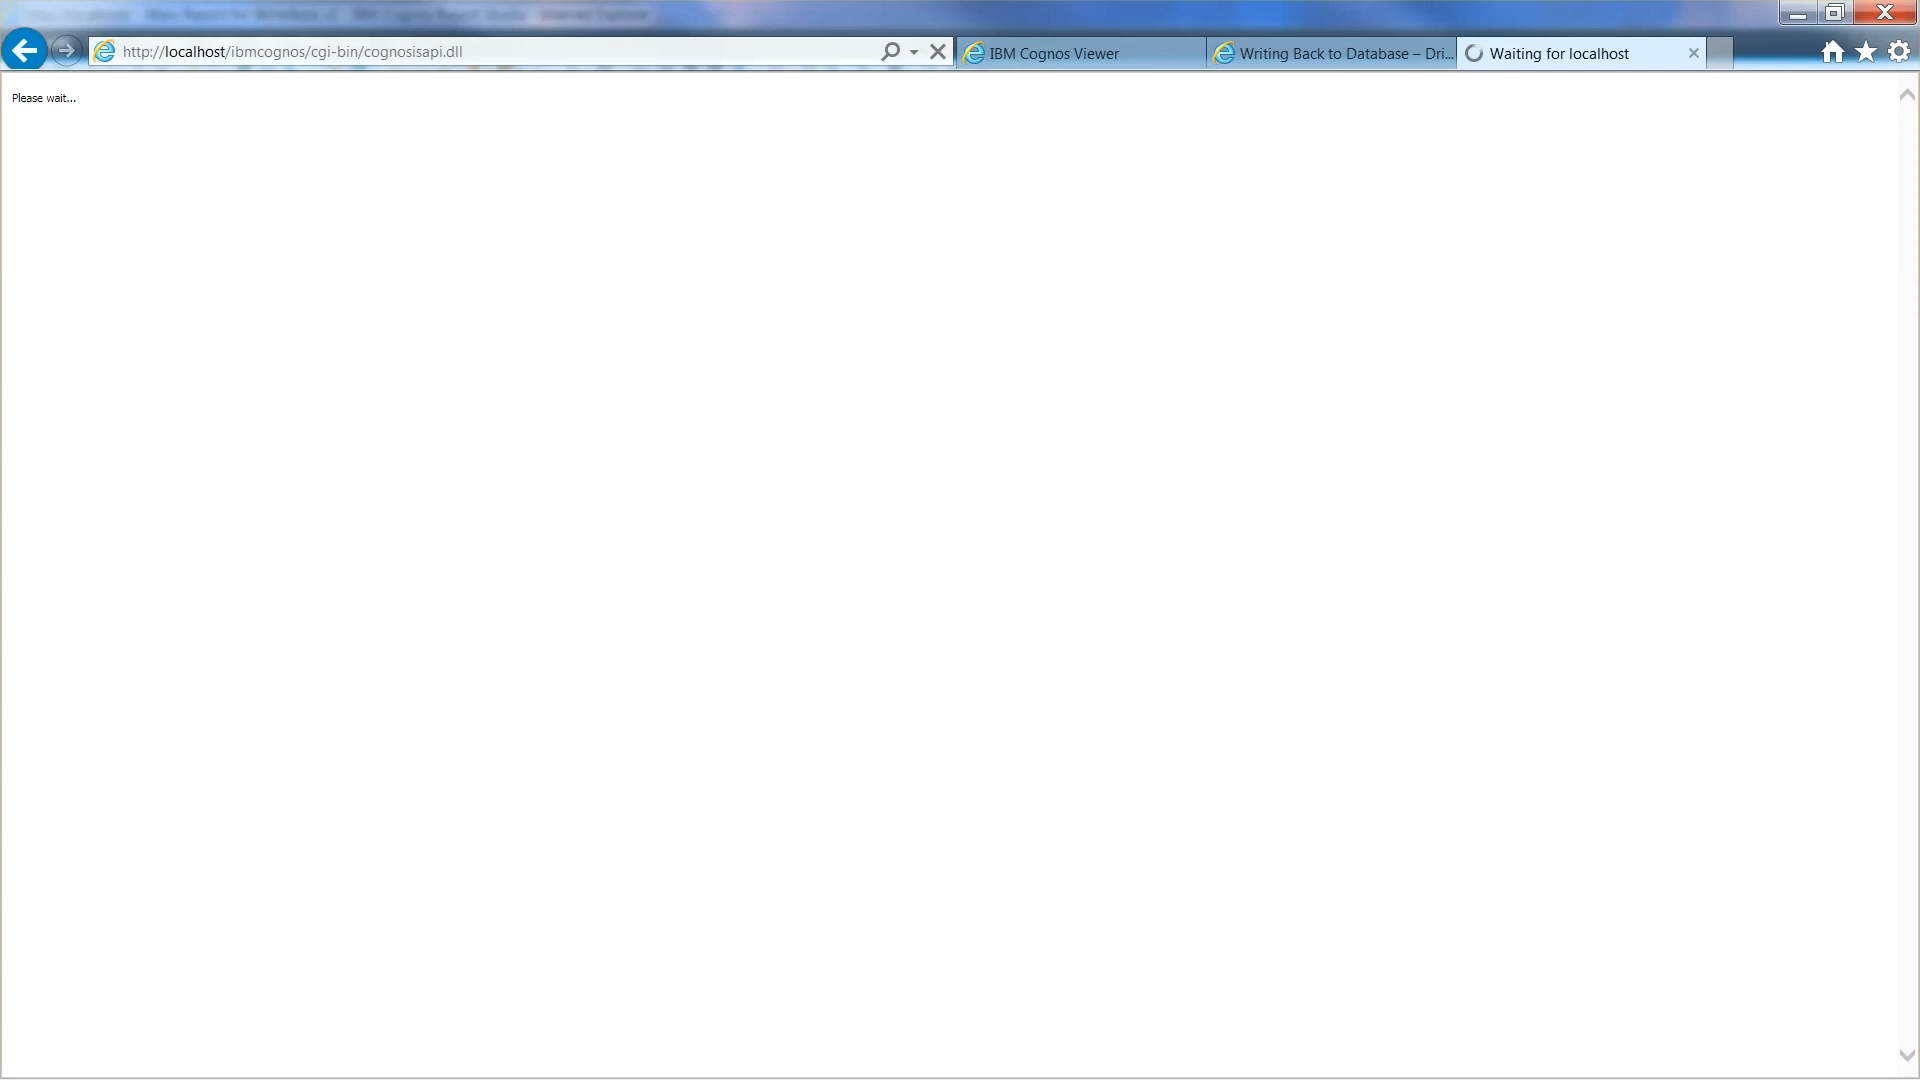 http://localhost/ibmcognos/cgi-bin/cognosisapi.dll
IBM Cognos Viewer
Writing Back to Database – Dri...
Waiting for localhost
Please wait...